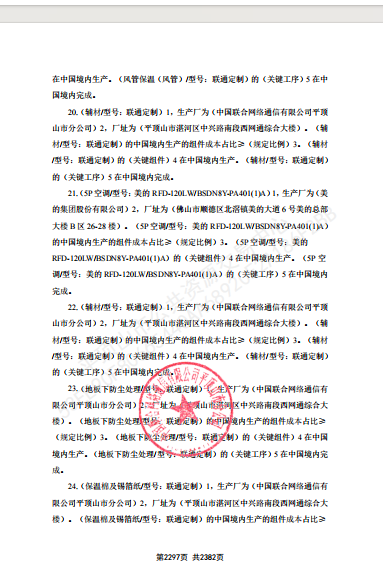 在中国境内生产。（风管保温（风管）/型号：联通定制）的（关键工序）5 在中
国境内完成。
20.（辅材/型号：联通定制）1，生产厂为（中国联合网络通信有限公司平顶
山市分公司）2，厂址为（平顶山市湛河区中兴路南段西网通综合大楼）。（辅
材/型号：联通定制）的中国境内生产的组件成本占比≥（规定比例）3。（辅材
/型号：联通定制）的（关键组件）4 在中国境内生产。（辅材/型号：联通定制）
的（关键工序）5 在中国境内完成。
21.（5P 空调/型号：美的 RFD-120LW/BSDN8Y-PA401(1)A）1，生产厂为（美
的集团股份有限公司）2，厂址为（佛山市顺德区北滘镇美的大道 6 号美的总部
大楼 B 区 26-28 楼）。（5P 空调/型号：美的 RFD-120LW/BSDN8Y-PA401(1)A）
的中国境内生产的组件成本占比≥（规定比例）3。（5P 空调/型号：美的
RFD-120LW/BSDN8Y-PA401(1)A）的（关键组件）4 在中国境内生产。（5P 空
调/型号：美的 RFD-120LW/BSDN8Y-PA401(1)A）的（关键工序）5 在中国境内
完成。
22.（辅材/型号：联通定制）1，生产厂为（中国联合网络通信有限公司平顶
山市分公司）2，厂址为（平顶山市湛河区中兴路南段西网通综合大楼）。（辅
材/型号：联通定制）的中国境内生产的组件成本占比≥（规定比例）3。（辅材
/型号：联通定制）的（关键组件）4 在中国境内生产。（辅材/型号：联通定制）
的（关键工序）5 在中国境内完成。
23.（地板下防尘处理/型号：联通定制）1，生产厂为（中国联合网络通信有
限公司平顶山市分公司）2，厂址为（平顶山市湛河区中兴路南段西网通综合大
楼）。（地板下防尘处理/型号：联通定制）的中国境内生产的组件成本占比≥
（规定比例）3。（地板下防尘处理/型号：联通定制）的（关键组件）4 在中国
境内生产。（地板下防尘处理/型号：联通定制）的（关键工序）5 在中国境内完
成。
24.（保温棉及锡箔纸/型号：联通定制）1，生产厂为（中国联合网络通信有
限公司平顶山市分公司）2，厂址为（平顶山市湛河区中兴路南段西网通综合大
楼）。（保温棉及锡箔纸/型号：联通定制）的中国境内生产的组件成本占比≥
第2297页 共2382页